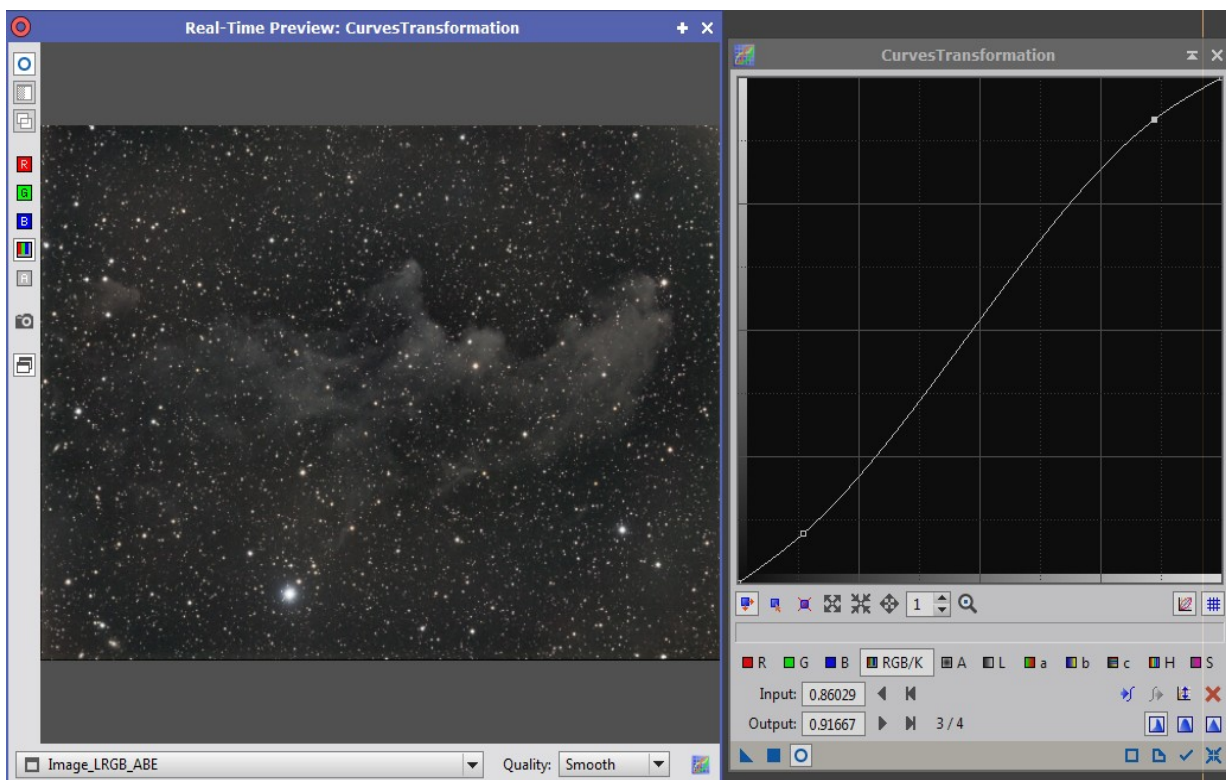 Real-Time Preview: CurvesTransformation
R
G
B
A
Image_LRGB_ABE
Quality: Smooth
CurvesTransformation
1
R G B RGB/K A L a b c H S
Input: 0.86029
Output: 0.91667 3 / 4